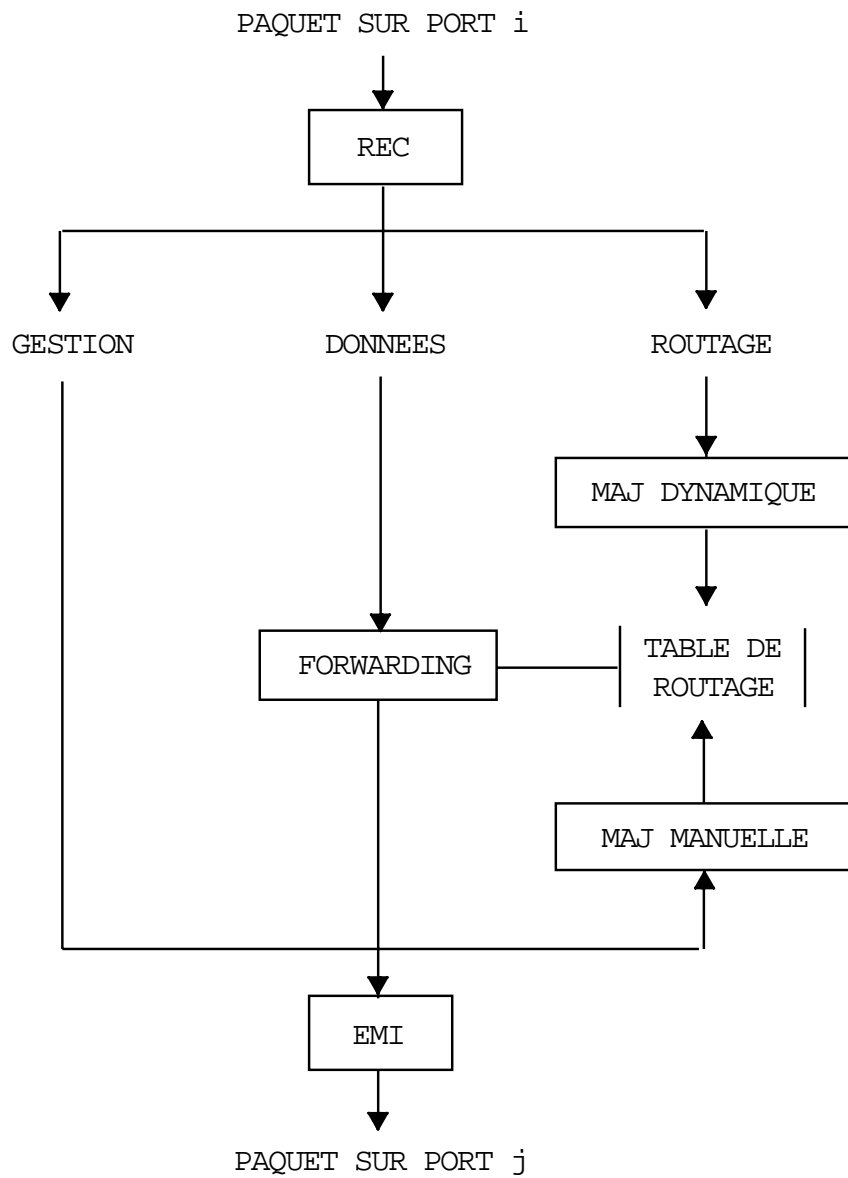 PAQUET SUR PORT i
REC
GESTION
DONNEES
ROUTAGE
MAJ DYNAMIQUE
FORWARDING
TABLE DE
ROUTAGE
MAJ MANUELLE
EMI
PAQUET SUR PORT j